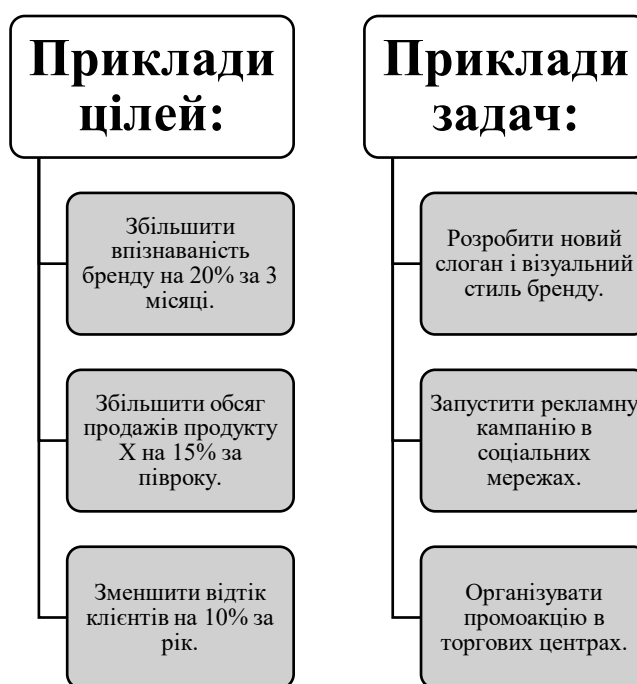 Приклади
цілей:
Збільшити
впізнаваність
бренду на 20% за 3
місяці.
Збільшити обсяг
продажів продукту
Х на 15% за
півроку.
Зменшити відтік
клієнтів на 10% за
рік.
Приклади
задач:
Розробити новий
слоган і візуальний
стиль бренду.
Запустити рекламну
кампанію в
соціальних
мережах.
Організувати
промоакцію в
торгових центрах.